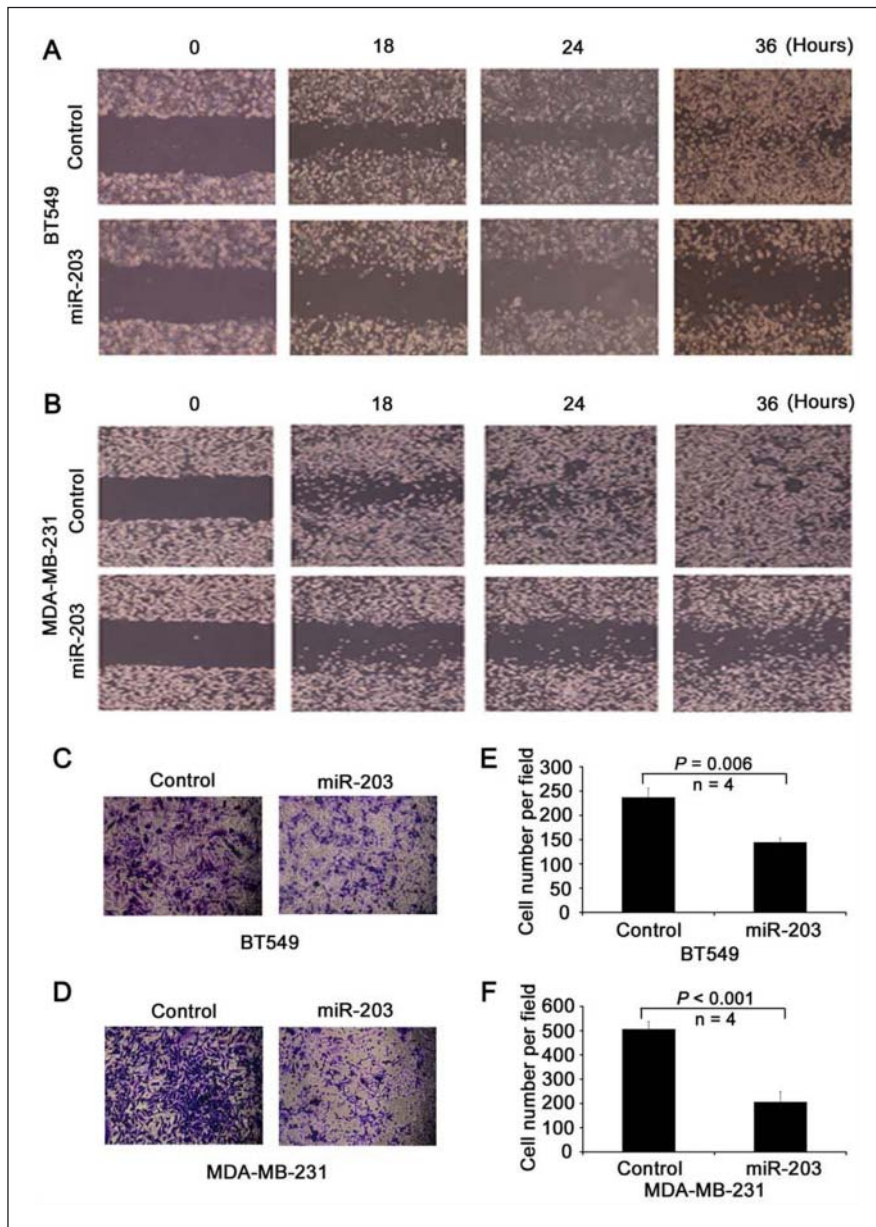 A
0 18 24 36 (Hours)
Control
BT549
miR-203
B
0 18 24 36 (Hours)
Control
MDA-MB-231
miR-203
C
Control miR-203
BT549
D
Control miR-203
MDA-MB-231
E
P = 0.006
n = 4
Cell number per field
300
250
200
150
100
50
0
Control miR-203
BT549
F
P < 0.001
n = 4
Cell number per field
600
500
400
300
200
100
0
Control miR-203
MDA-MB-231